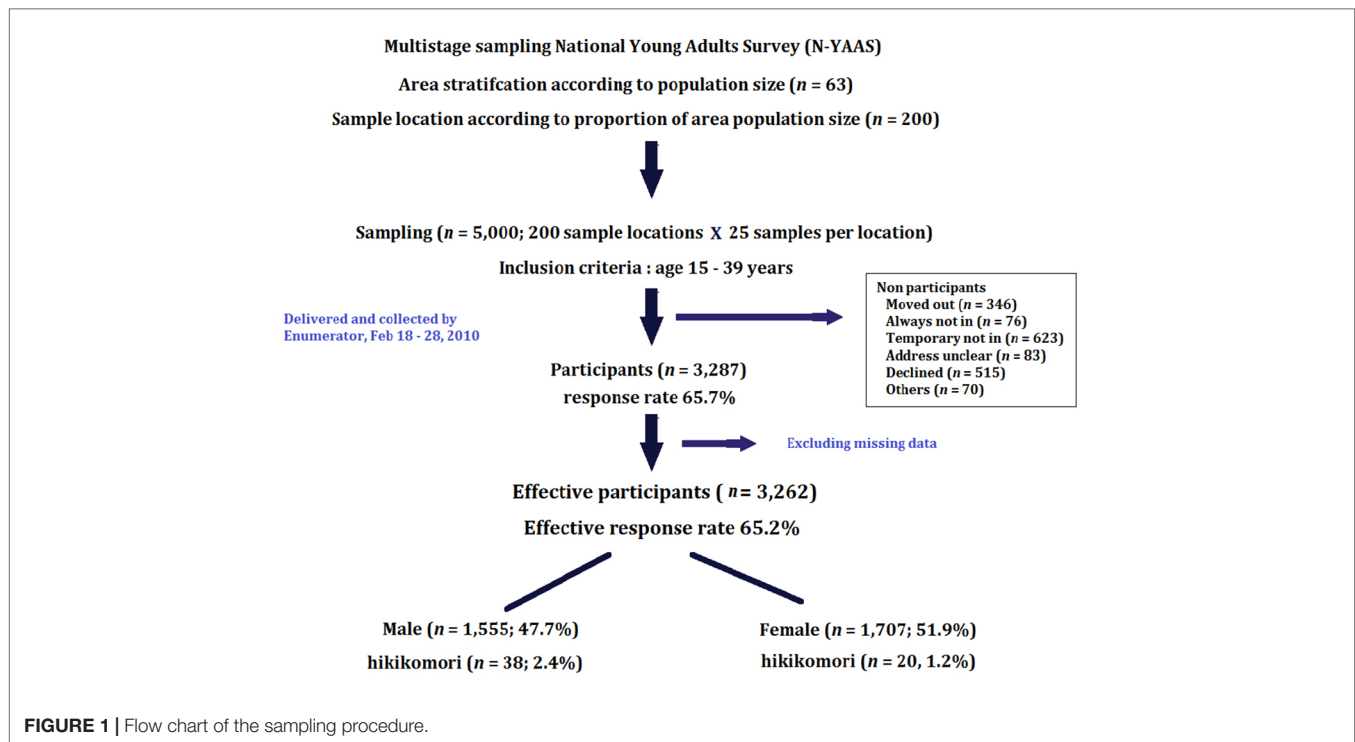 Multistage sampling National Young Adults Survey (N-YAAS)
Area stratifcation according to population size (n = 63)
Sample location according to proportion of area population size (n = 200)
Sampling (n = 5,000; 200 sample locations X 25 samples per location)
Inclusion criteria : age 15 - 39 years
Delivered and collected by
Enumerator, Feb 18 - 28, 2010
Non participants
Moved out (n = 346)
Always not in (n = 76)
Temporary not in (n = 623)
Address unclear (n = 83)
Declined (n = 515)
Others (n = 70)
Participants (n = 3,287)
response rate 65.7%
Excluding missing data
Effective participants ( n= 3,262)
Effective response rate 65.2%
Male (n = 1,555; 47.7%)
hikikomori (n = 38; 2.4%)
Female (n = 1,707; 51.9%)
hikikomori (n = 20, 1.2%)
FIGURE 1 | Flow chart of the sampling procedure.